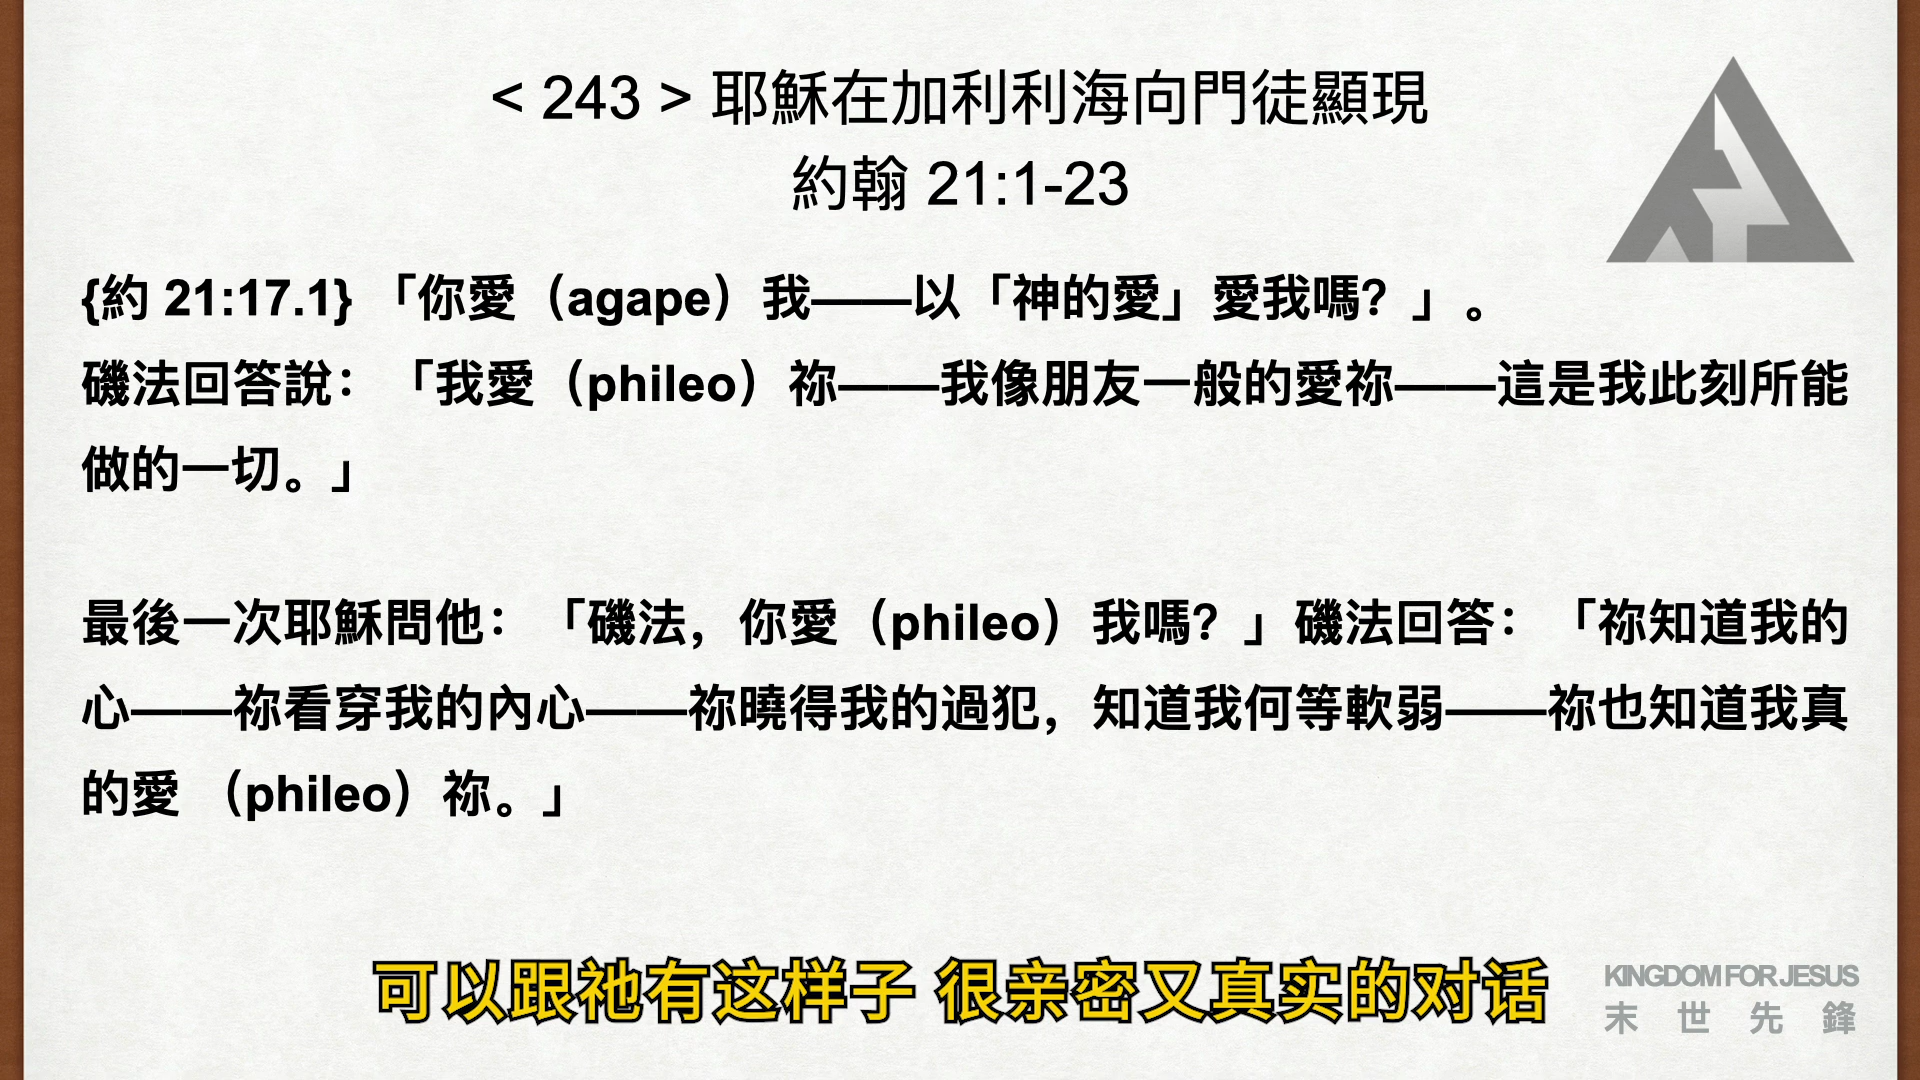 < 243 > 耶穌在加利利海向門徒顯現
約翰 21:1-23
{約 21:17.1} 「你愛（agape）我——以「神的愛」愛我嗎？」。
磯法回答說：「我愛（phileo）祢——我像朋友一般的愛祢——這是我此刻所能
做的一切。」
最後一次耶穌問他：「磯法，你愛（phileo）我嗎？」磯法回答：「祢知道我的
心——祢看穿我的內心——祢曉得我的過犯，知道我何等軟弱——祢也知道我真
的愛 （phileo）祢。」
可以跟祂有这样子 很亲密又真实的对话
KINGDOM FOR JESUS
末世先鋒